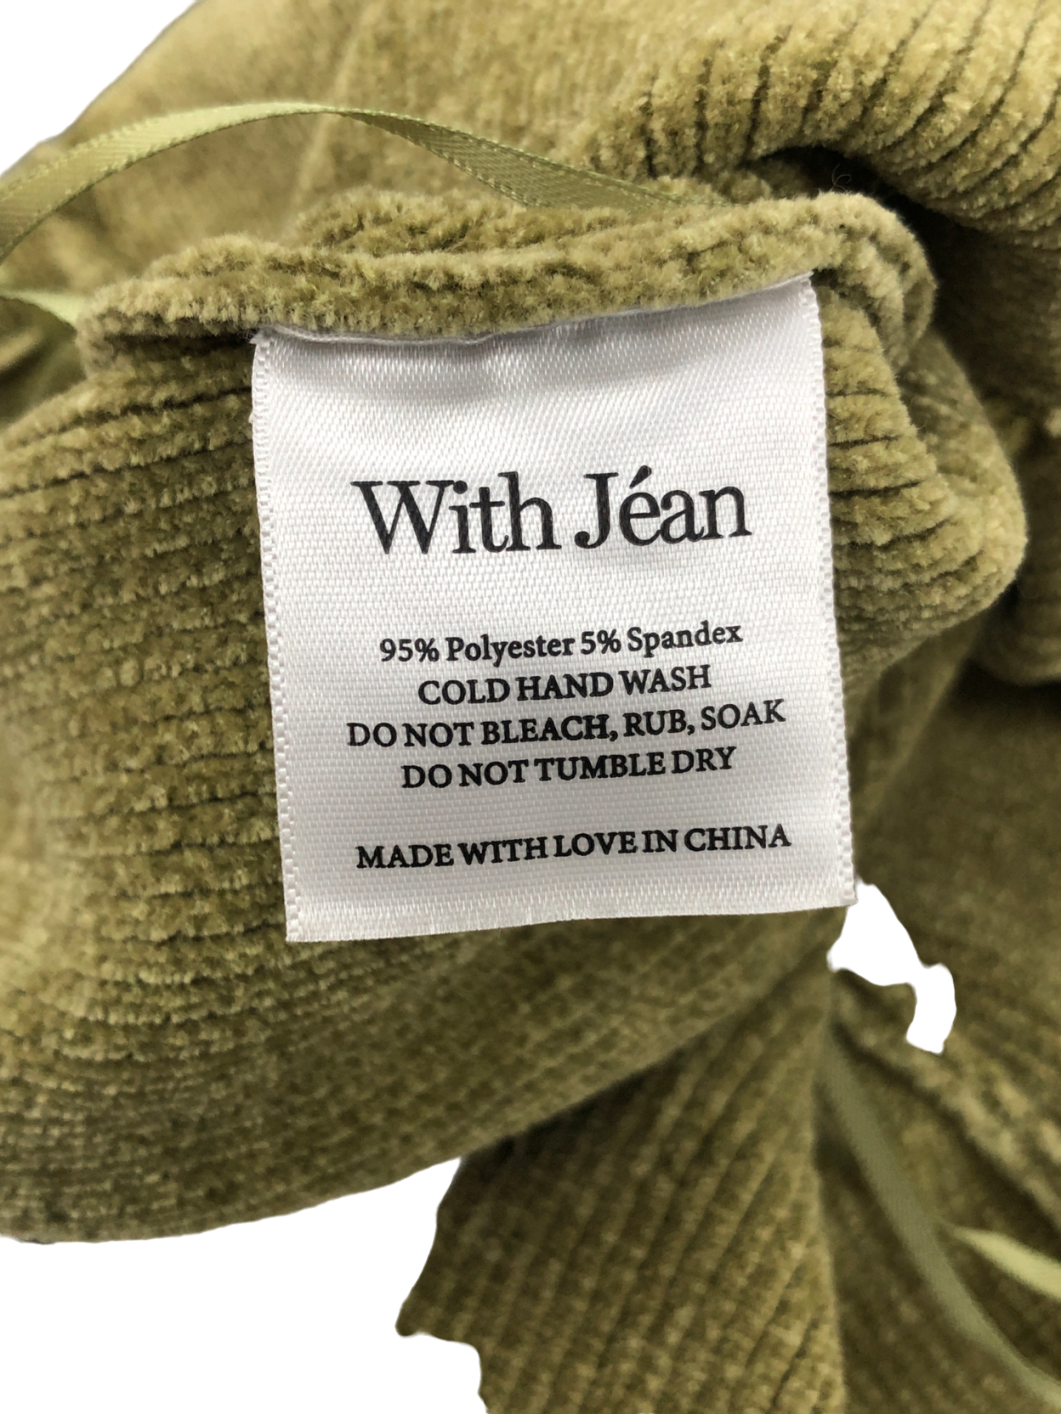 With Jéan
95% Polyester 5% Spandex
COLD HAND WASH
DO NOT BLEACH, RUB, SOAK
DO NOT TUMBLE DRY
MADE WITH LOVE IN CHINA